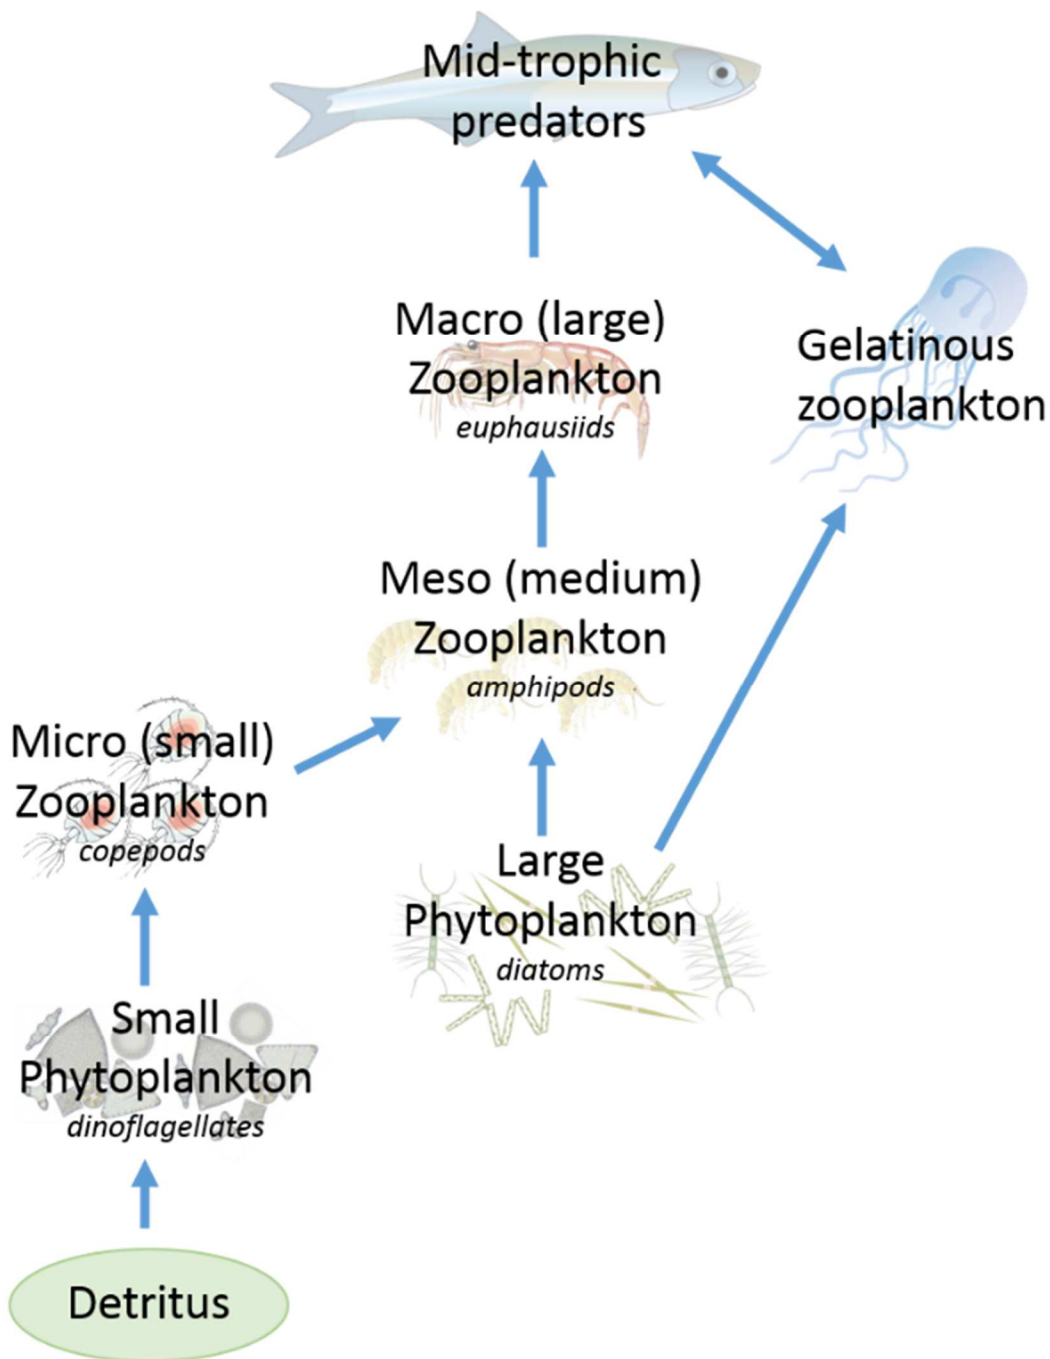 Mid-trophic
predators
Macro (large)
Zooplankton
euphausiids
Gelatinous
zooplankton
Meso (medium)
Zooplankton
amphipods
Micro (small)
Zooplankton
copepods
Large
Phytoplankton
diatoms
Small
Phytoplankton
dinoflagellates
Detritus